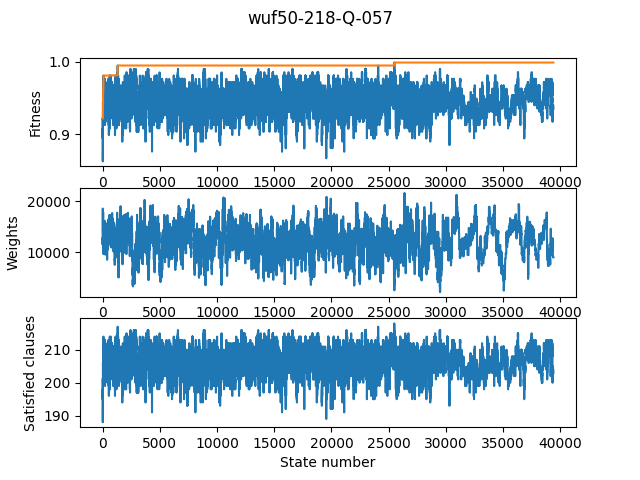 wuf50-218-Q-057
1.0
0.9
Fitness
0 5000 10000 15000 20000 25000 30000 35000 40000
20000
10000
Weights
0 5000 10000 15000 20000 25000 30000 35000 40000
210
200
190
Satisfied clauses
0 5000 10000 15000 20000 25000 30000 35000 40000
State number